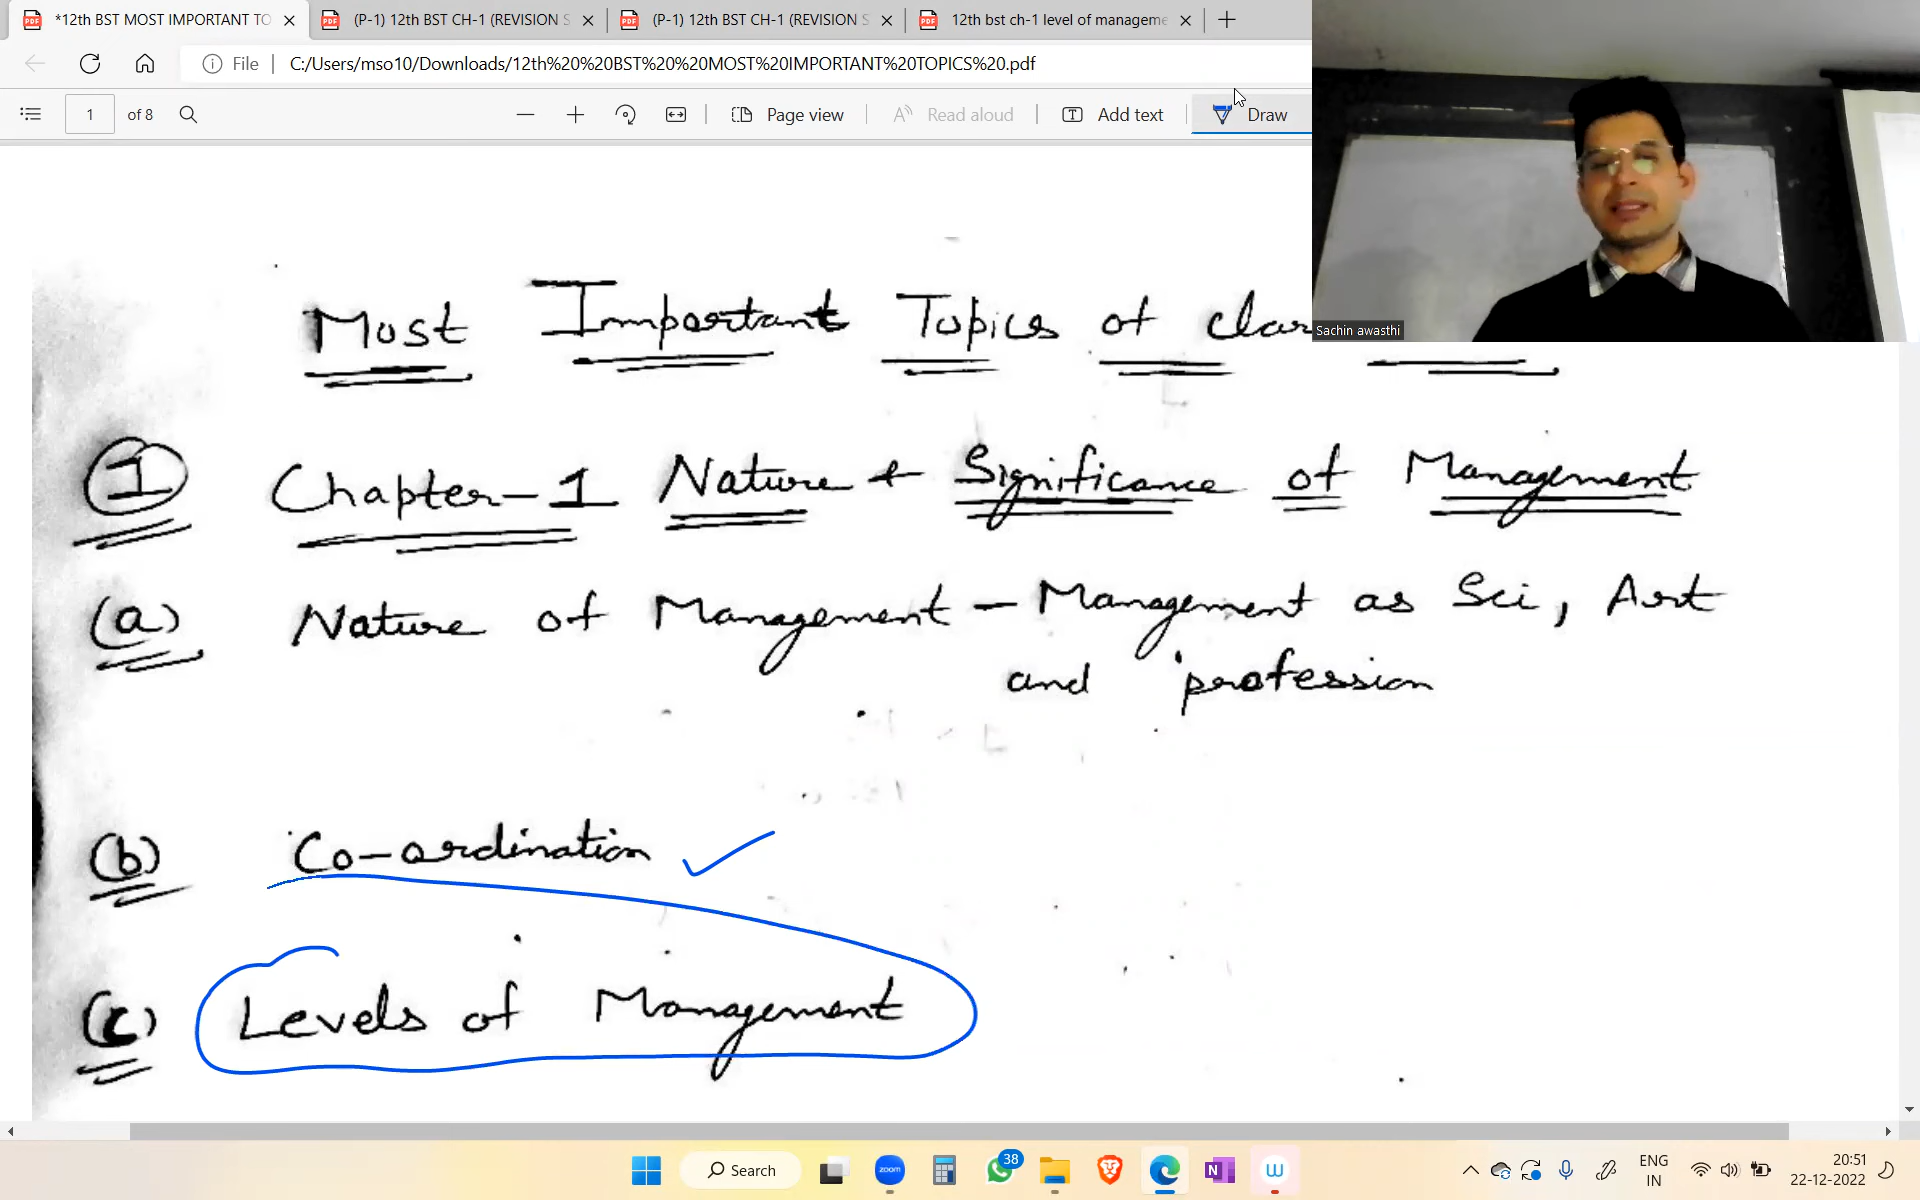 *12th BST MOST IMPORTANT TO
(P-1) 12th BST CH-1 (REVISION S
(P-1) 12th BST CH-1 (REVISION S
12th bst ch-1 level of manageme
File
C:/Users/mso10/Downloads/12th%20%20BST%20%20MOST%20IMPORTANT%20TOPICS%20.pdf
1 of 8
Page view
Read aloud
Add text
Draw
Sachin awasthi
Most Important Topics of clas
I Chapter-1 Nature + Significance of Management
(a) Nature of Management - Management as Sci, Art
and profession
(b) Co-ordination
(c) Levels of Management
Search
zoom
38
ENG
IN
20:51
22-12-2022